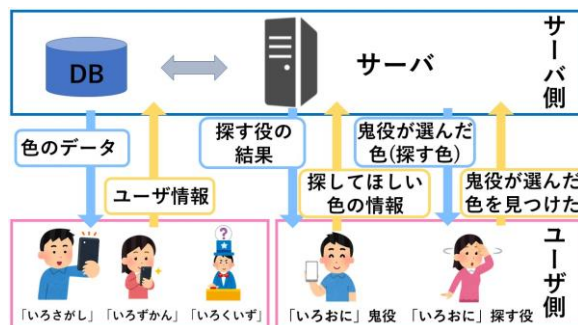 DB
サーバ
サーバ側
色のデータ
ユーザ情報
探す役の
結果
探してほしい
色の情報
鬼役が選んだ
色(探す色)
鬼役が選んだ
色を見つけた
ユーザ側
?
「いろさがし」
「いろずかん」
「いろくいず」
「いろおに」鬼役
「いろおに」探す役